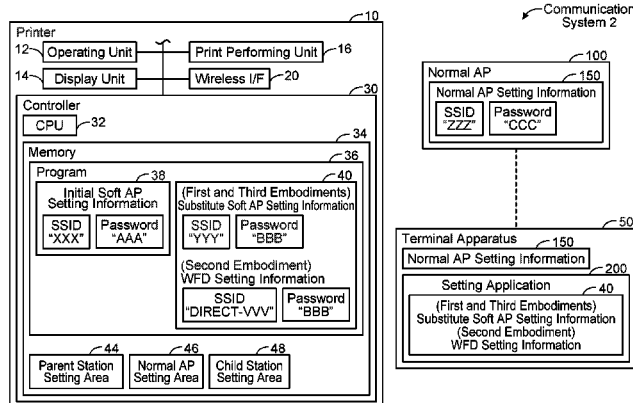 Communication
System 2
10
Printer
12 Operating Unit
Print Performing Unit 16
14 Display Unit
Wireless I/F 20
30
Controller
CPU 32
34
Memory
36
Program
38
Initial Soft AP
Setting Information
SSID
"XXX"
Password
"AAA"
40
(First and Third Embodiments)
Substitute Soft AP Setting Information
SSID
"YYY"
Password
"BBB"
(Second Embodiment)
WFD Setting Information
SSID
"DIRECT-VVV"
Password
"BBB"
44
Parent Station
Setting Area
46
Normal AP
Setting Area
48
Child Station
Setting Area
100
Normal AP
150
Normal AP Setting Information
SSID
"ZZZ"
Password
"CCC"
50
Terminal Apparatus
150
Normal AP Setting Information
200
Setting Application
40
(First and Third Embodiments)
Substitute Soft AP Setting Information
(Second Embodiment)
WFD Setting Information